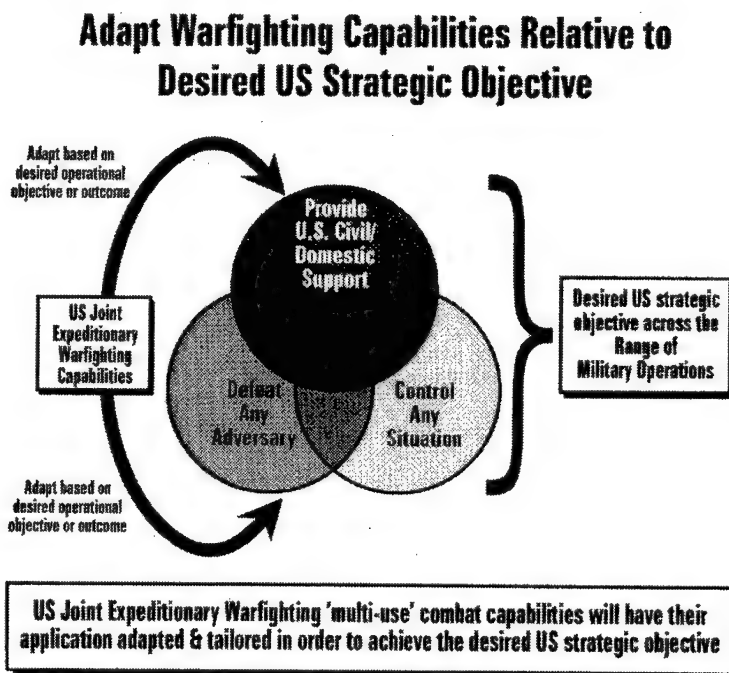 Adapt Warfighting Capabilities Relative to
Desired US Strategic Objective
Adapt based on
desired operational
objective or outcome
Provide
U.S. Civil/
Domestic
Support
US Joint
Expeditionary
Warfighting
Capabilities
Desired US strategic
objective across the
Range of
Military Operations
Defeat
Any
Adversary
Control
Any
Situation
Adapt based on
desired operational
objective or outcome
US Joint Expeditionary Warfighting 'multi-use' combat capabilities will have their
application adapted & tailored in order to achieve the desired US strategic objective